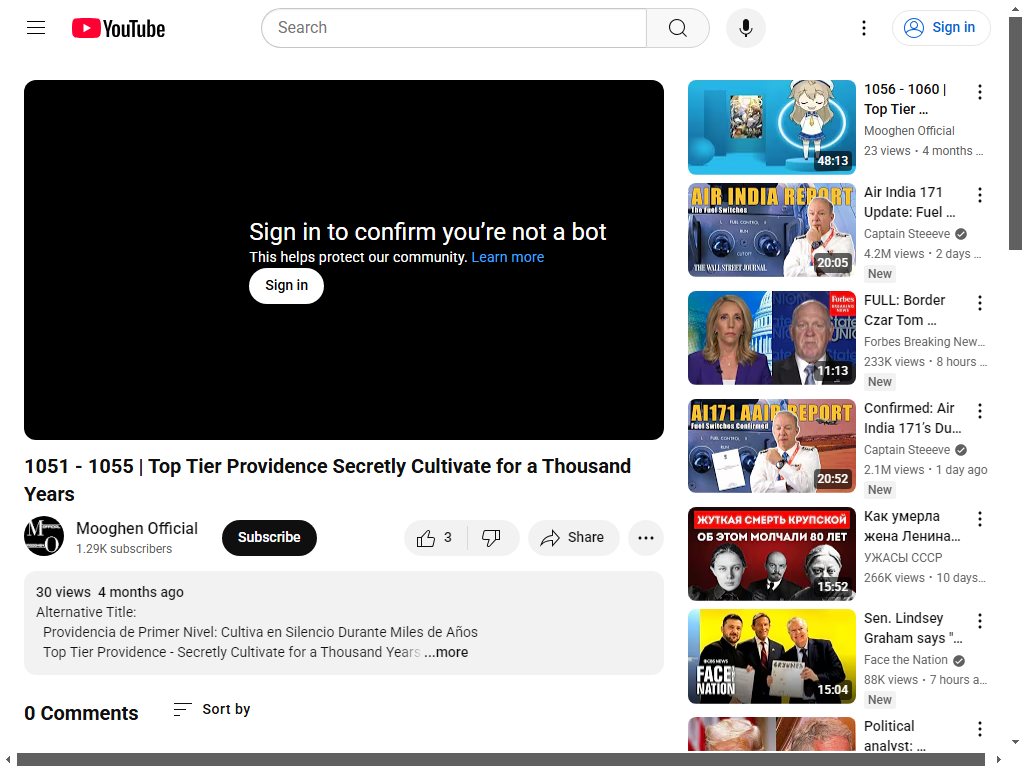 YouTube
Search
Sign in
Sign in to confirm you're not a bot
This helps protect our community. Learn more
Sign in
1051 - 1055 | Top Tier Providence Secretly Cultivate for a Thousand
Years
Mooghen Official
1.29K subscribers
Subscribe
3
Share
30 views 4 months ago
Alternative Title:
Providencia de Primer Nivel: Cultiva en Silencio Durante Miles de Años
Top Tier Providence - Secretly Cultivate for a Thousand Years ...more
0 Comments
Sort by
48:13
1056 - 1060 |
Top Tier ...
Mooghen Official
23 views • 4 months ...
AIR INDIA REPORT
The Fuel Switches
FUEL CONTROL
RUN
CUTOFF
THE WALL STREET JOURNAL
20:05
Air India 171
Update: Fuel ...
Captain Steeeve
4.2M views • 2 days ...
New
Forbes
BREAKING
NEWS
11:13
FULL: Border
Czar Tom ...
Forbes Breaking New...
233K views • 8 hours ...
New
AI171 AAIB REPORT
Fuel Switches Confirmed
FUEL CONTROL
20:52
Confirmed: Air
India 171's Du...
Captain Steeeve
2.1M views • 1 day ago
New
ЖУТКАЯ СМЕРТЬ КРУПСКОЙ
ОБ ЭТОМ МОЛЧАЛИ 80 ЛЕТ
15:52
Как умерла
жена Ленина...
УЖАСЫ СССР
266K views • 10 days...
CBS NEWS
FACE THE
NATION
15:04
Sen. Lindsey
Graham says "...
Face the Nation
88K views • 7 hours a...
New
Political
analyst: ...